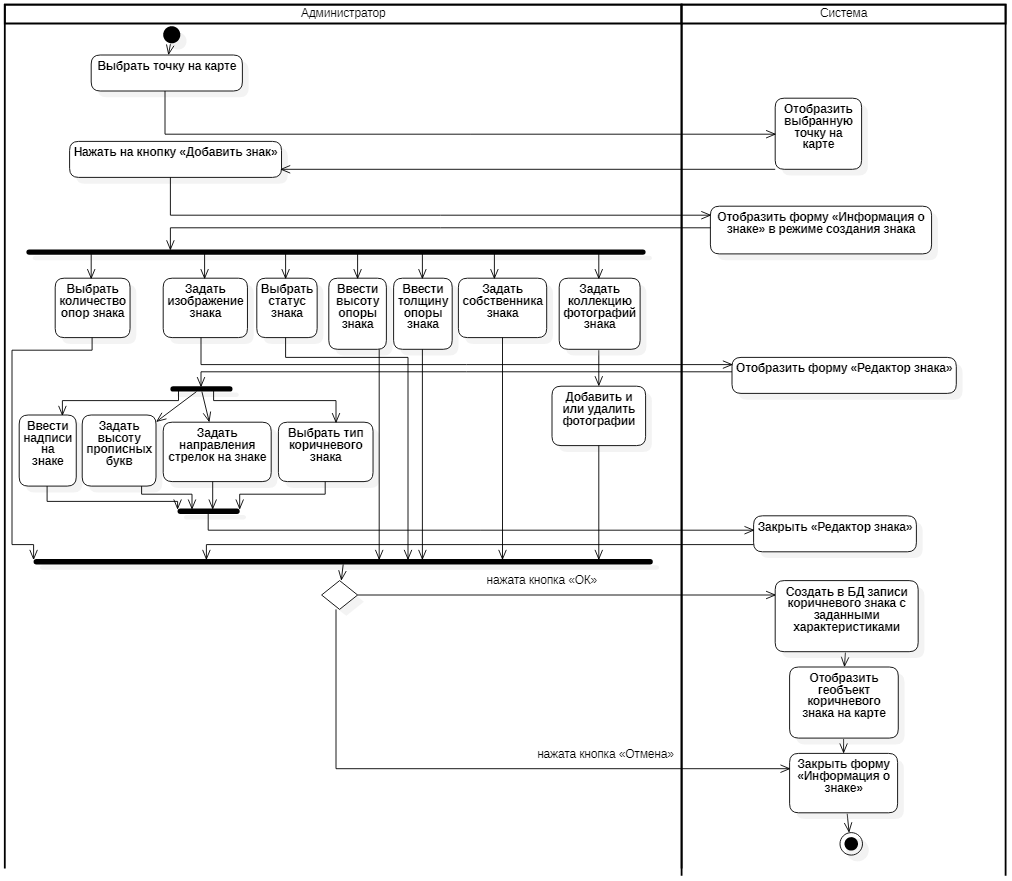 Администратор
Система
Выбрать точку на карте
Отобразить
выбранную
точку на
карте
Нажать на кнопку «Добавить знак»
Отобразить форму «Информация о
знаке» в режиме создания знака
Выбрать
количество
опор знака
Задать
изображение
знака
Выбрать
статус
знака
Ввести
высоту
опоры
знака
Ввести
толщину
опоры
знака
Задать
собственника
знака
Задать
коллекцию
фотографий
знака
Отобразить форму «Редактор знака»
Добавить и
или удалить
фотографии
Ввести
надписи
на
знаке
Задать
высоту
прописных
букв
Задать
направления
стрелок на знаке
Выбрать тип
коричневого
знака
Закрыть «Редактор знака»
нажата кнопка «ОК»
Создать в БД записи
коричневого знака с
заданными
характеристиками
Отобразить
геобъект
коричневого
знака на карте
нажата кнопка «Отмена»
Закрыть форму
«Информация о
знаке»